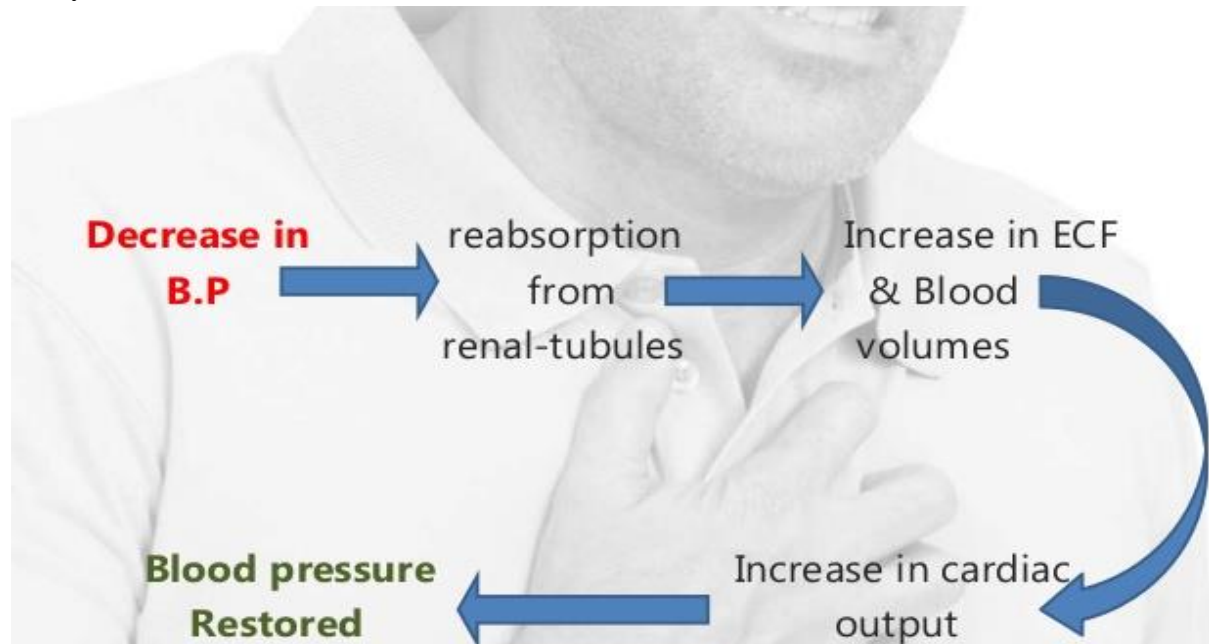 Decrease in
B.P
reabsorption
from
renal-tubules
Increase in ECF
& Blood
volumes
Increase in cardiac
output
Blood pressure
Restored